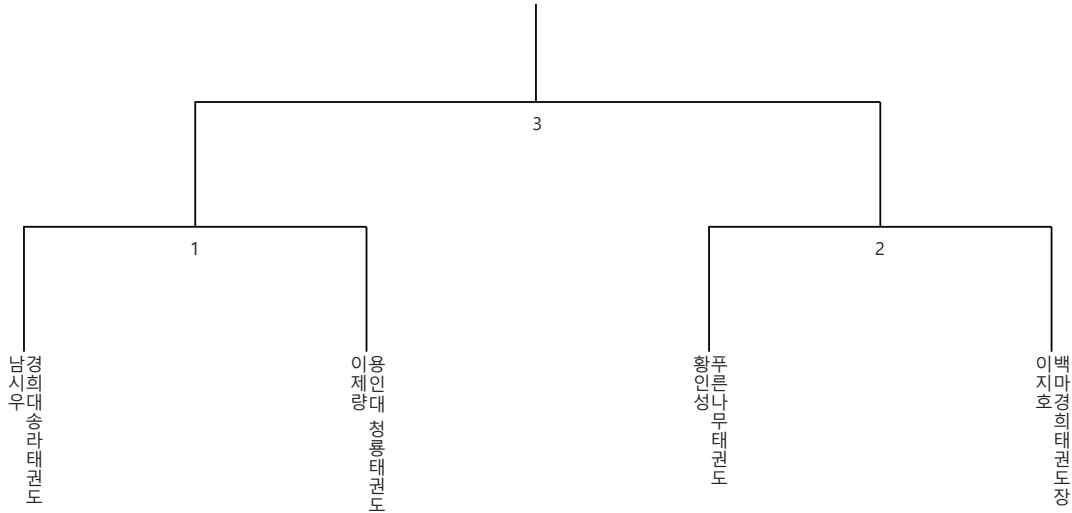 3
1
2
경희대송라태권도
남시우
용인대 청룡태권도
이제량
푸른나무태권도
황인성
백마경희태권도장
이지호